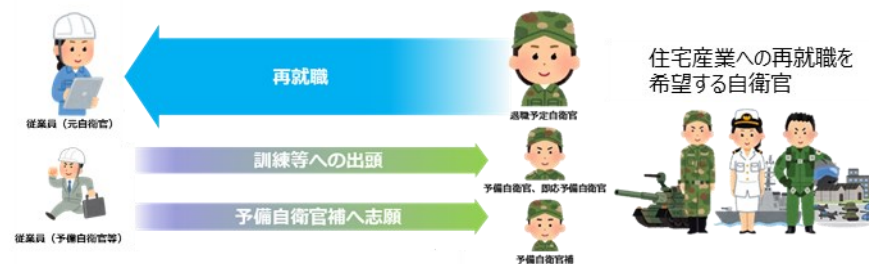 再就職
従業員（元自衛官）
退職予定自衛官
訓練等への出頭
予備自衛官、即応予備自衛官
従業員（予備自衛官等）
予備自衛官補へ志願
予備自衛官補
住宅産業への再就職を
希望する自衛官